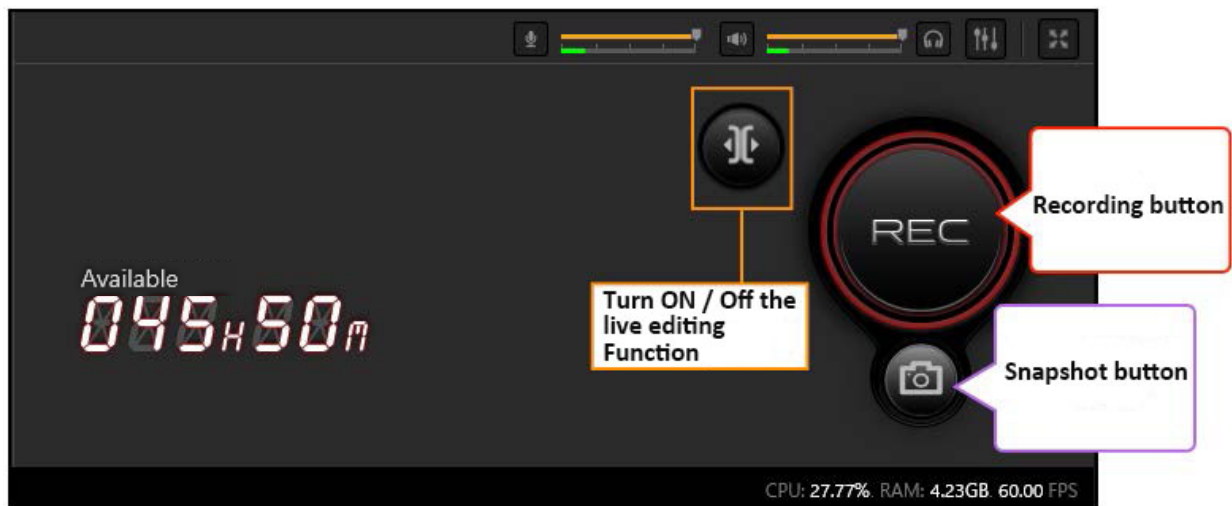 REC
Recording button
Available
045H50m
Turn ON / Off the
live editing
Function
Snapshot button
CPU: 27.77%. RAM: 4.23GB. 60.00 FPS